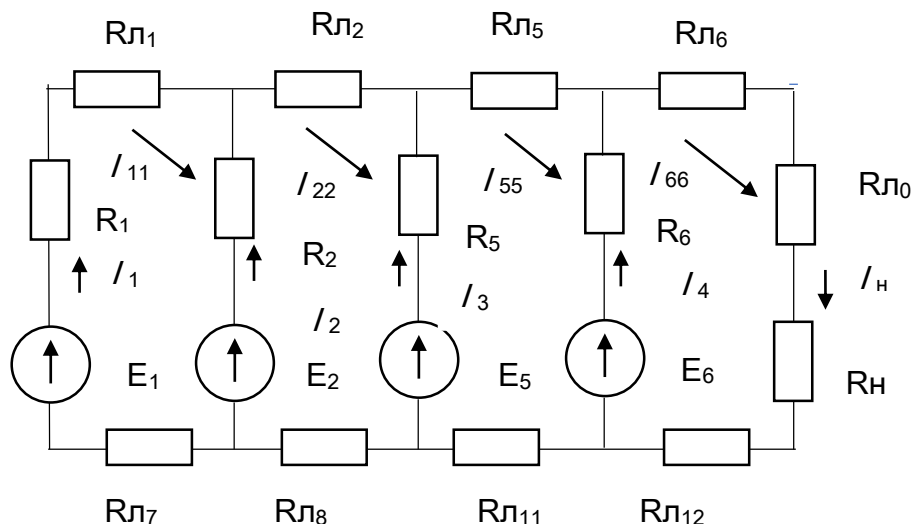 Rл₁ Rл₂ Rл₅ Rл₆
I₁₁ I₂₂ I₅₅ I₆₆ Rл₀
R₁ R₂ R₅ R₆
I₁ I₂ I₃ I₄ Iн
E₁ E₂ E₅ E₆ Rн
Rл₇ Rл₈ Rл₁₁ Rл₁₂